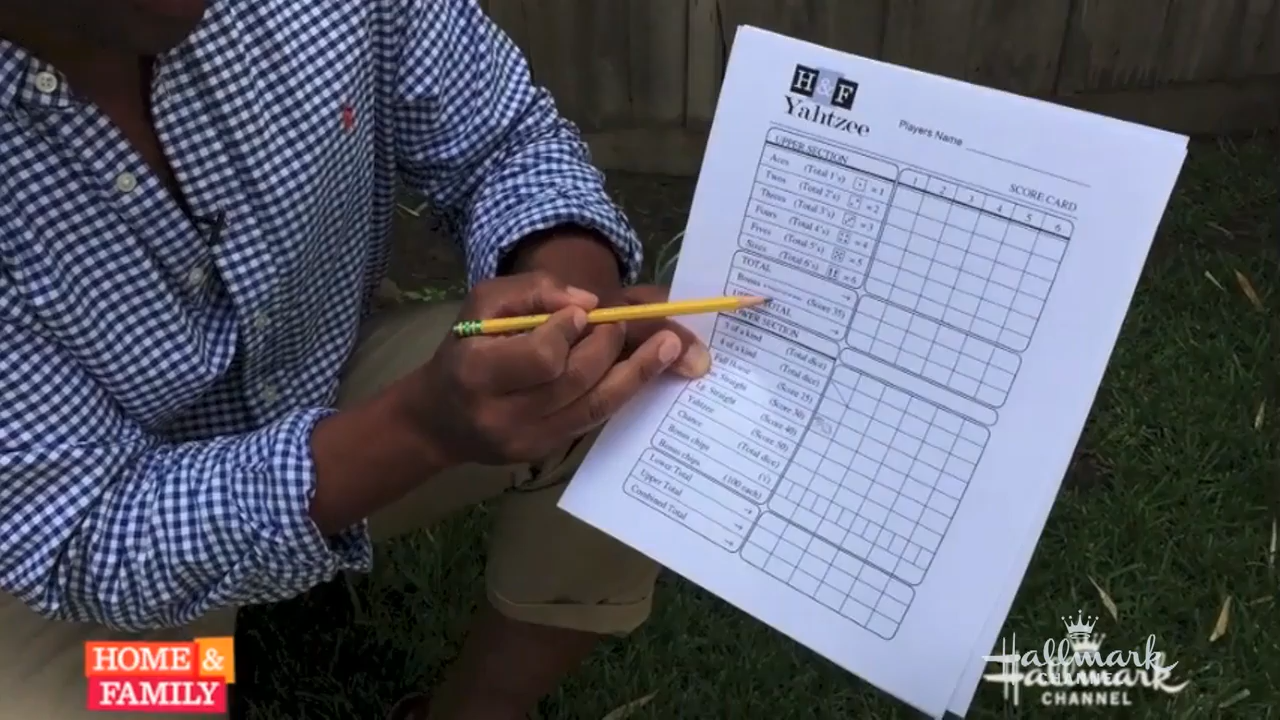 H&F
Yahtzee
Players Name
SCORE CARD
UPPER SECTION
1 2 3 4 5 6
Aces (Total 1's) = 1
Twos (Total 2's) = 2
Threes (Total 3's) = 3
Fours (Total 4's) = 4
Fives (Total 5's) = 5
Sixes (Total 6's) = 6
TOTAL →
Bonus (Score 35)
TOTAL →
LOWER SECTION
3 of a kind (Total dice)
4 of a kind (Total dice)
Full House (Score 25)
Straight (Score 30)
Lg. Straight (Score 40)
Yahtzee (Score 50)
Chance (Total dice)
Bonus chips
Bonus chips (100 each)
Lower Total →
Upper Total →
Combined Total →
HOME &
FAMILY
Hallmark
CHANNEL